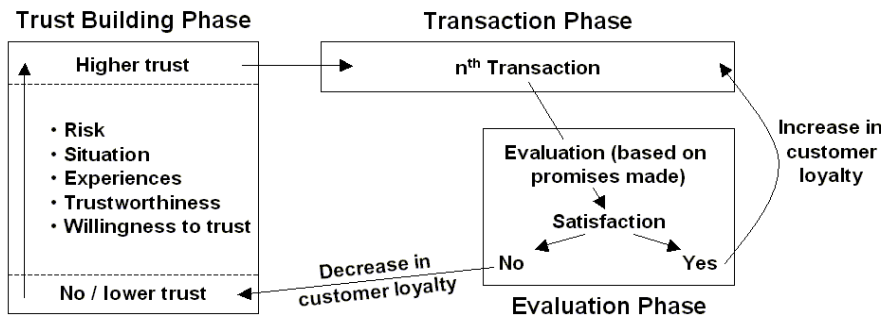 Trust Building Phase
Higher trust
• Risk
• Situation
• Experiences
• Trustworthiness
• Willingness to trust
No / lower trust
Transaction Phase
nth Transaction
Evaluation (based on
promises made)
Satisfaction
No
Yes
Evaluation Phase
Increase in
customer
loyalty
Decrease in
customer loyalty